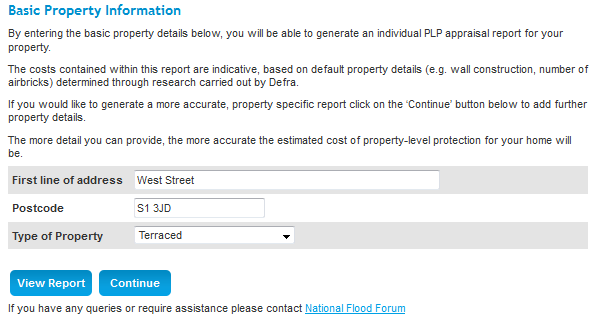 Basic Property Information
By entering the basic property details below, you will be able to generate an individual PLP appraisal report for your
property.
The costs contained within this report are indicative, based on default property details (e.g. wall construction, number of
airbricks) determined through research carried out by Defra.
If you would like to generate a more accurate, property specific report click on the 'Continue' button below to add further
property details.
The more detail you can provide, the more accurate the estimated cost of property-level protection for your home will
be.
First line of address West Street
Postcode S1 3JD
Type of Property Terraced
View Report Continue
If you have any queries or require assistance please contact National Flood Forum